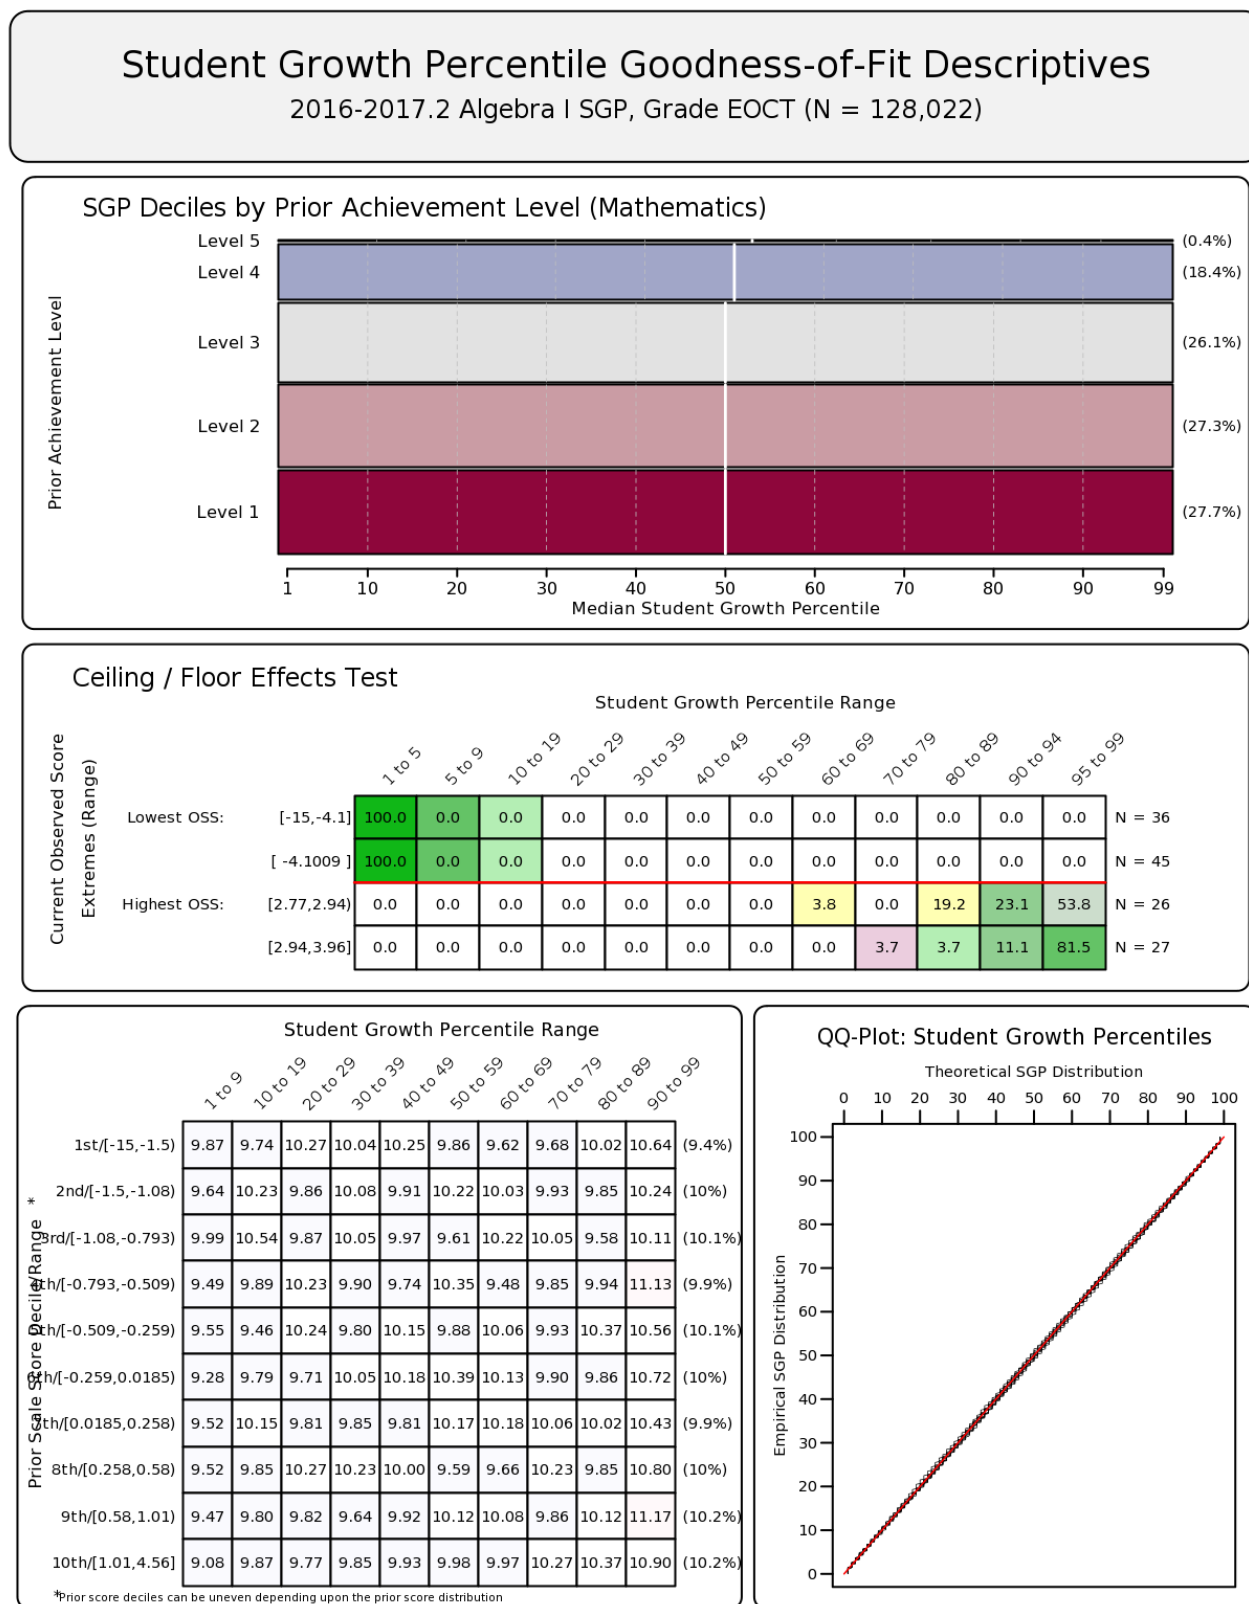 Student Growth Percentile Goodness-of-Fit Descriptives
2016-2017.2 Algebra I SGP, Grade EOCT (N = 128,022)
SGP Deciles by Prior Achievement Level (Mathematics)
Prior Achievement Level
Level 5 (0.4%)
Level 4 (18.4%)
Level 3 (26.1%)
Level 2 (27.3%)
Level 1 (27.7%)
1 10 20 30 40 50 60 70 80 90 99
Median Student Growth Percentile
Ceiling / Floor Effects Test
Student Growth Percentile Range
Current Observed Score
Extremes (Range)
1 to 5 5 to 9 10 to 19 20 to 29 30 to 39 40 to 49 50 to 59 60 to 69 70 to 79 80 to 89 90 to 94 95 to 99
Lowest OSS: [-15,-4.1] 100.0 0.0 0.0 0.0 0.0 0.0 0.0 0.0 0.0 0.0 0.0 0.0 N = 36
[ -4.1009 ] 100.0 0.0 0.0 0.0 0.0 0.0 0.0 0.0 0.0 0.0 0.0 0.0 N = 45
Highest OSS: [2.77,2.94) 0.0 0.0 0.0 0.0 0.0 0.0 0.0 3.8 0.0 19.2 23.1 53.8 N = 26
[2.94,3.96] 0.0 0.0 0.0 0.0 0.0 0.0 0.0 0.0 3.7 3.7 11.1 81.5 N = 27
Student Growth Percentile Range
1 to 9 10 to 19 20 to 29 30 to 39 40 to 49 50 to 59 60 to 69 70 to 79 80 to 89 90 to 99
Prior Scale Score Decile/Range *
1st/[-15,-1.5) 9.87 9.74 10.27 10.04 10.25 9.86 9.62 9.68 10.02 10.64 (9.4%)
2nd/[-1.5,-1.08) 9.64 10.23 9.86 10.08 9.91 10.22 10.03 9.93 9.85 10.24 (10%)
3rd/[-1.08,-0.793) 9.99 10.54 9.87 10.05 9.97 9.61 10.22 10.05 9.58 10.11 (10.1%)
4th/[-0.793,-0.509) 9.49 9.89 10.23 9.90 9.74 10.35 9.48 9.85 9.94 11.13 (9.9%)
5th/[-0.509,-0.259) 9.55 9.46 10.24 9.80 10.15 9.88 10.06 9.93 10.37 10.56 (10.1%)
6th/[-0.259,0.0185) 9.28 9.79 9.71 10.05 10.18 10.39 10.13 9.90 9.86 10.72 (10%)
7th/[0.0185,0.258) 9.52 10.15 9.81 9.85 9.81 10.17 10.18 10.06 10.02 10.43 (9.9%)
8th/[0.258,0.58) 9.52 9.85 10.27 10.23 10.00 9.59 9.66 10.23 9.85 10.80 (10%)
9th/[0.58,1.01) 9.47 9.80 9.82 9.64 9.92 10.12 10.08 9.86 10.12 11.17 (10.2%)
10th/[1.01,4.56] 9.08 9.87 9.77 9.85 9.93 9.98 9.97 10.27 10.37 10.90 (10.2%)
*Prior score deciles can be uneven depending upon the prior score distribution
QQ-Plot: Student Growth Percentiles
Theoretical SGP Distribution
0 10 20 30 40 50 60 70 80 90 100
Empirical SGP Distribution
100
90
80
70
60
50
40
30
20
10
0